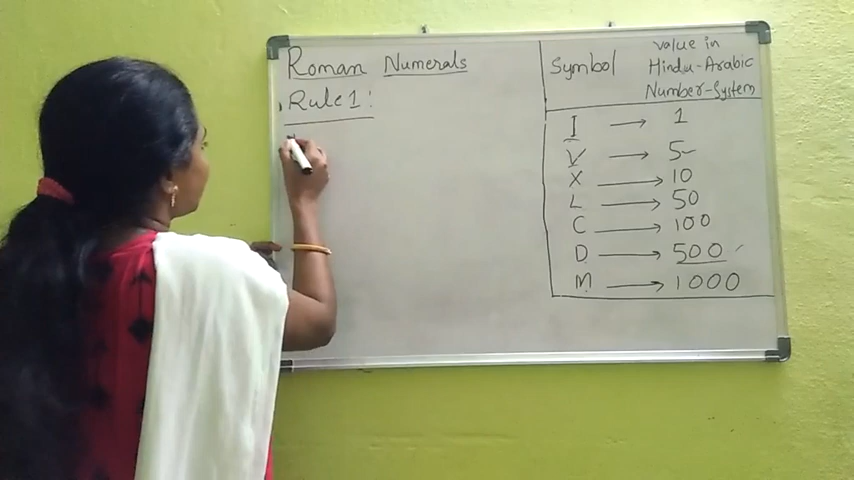 Roman Numerals
Rule 1:
Symbol
value in
Hindu-Arabic
Number-System
I → 1
V → 5
X → 10
L → 50
C → 100
D → 500
M → 1000